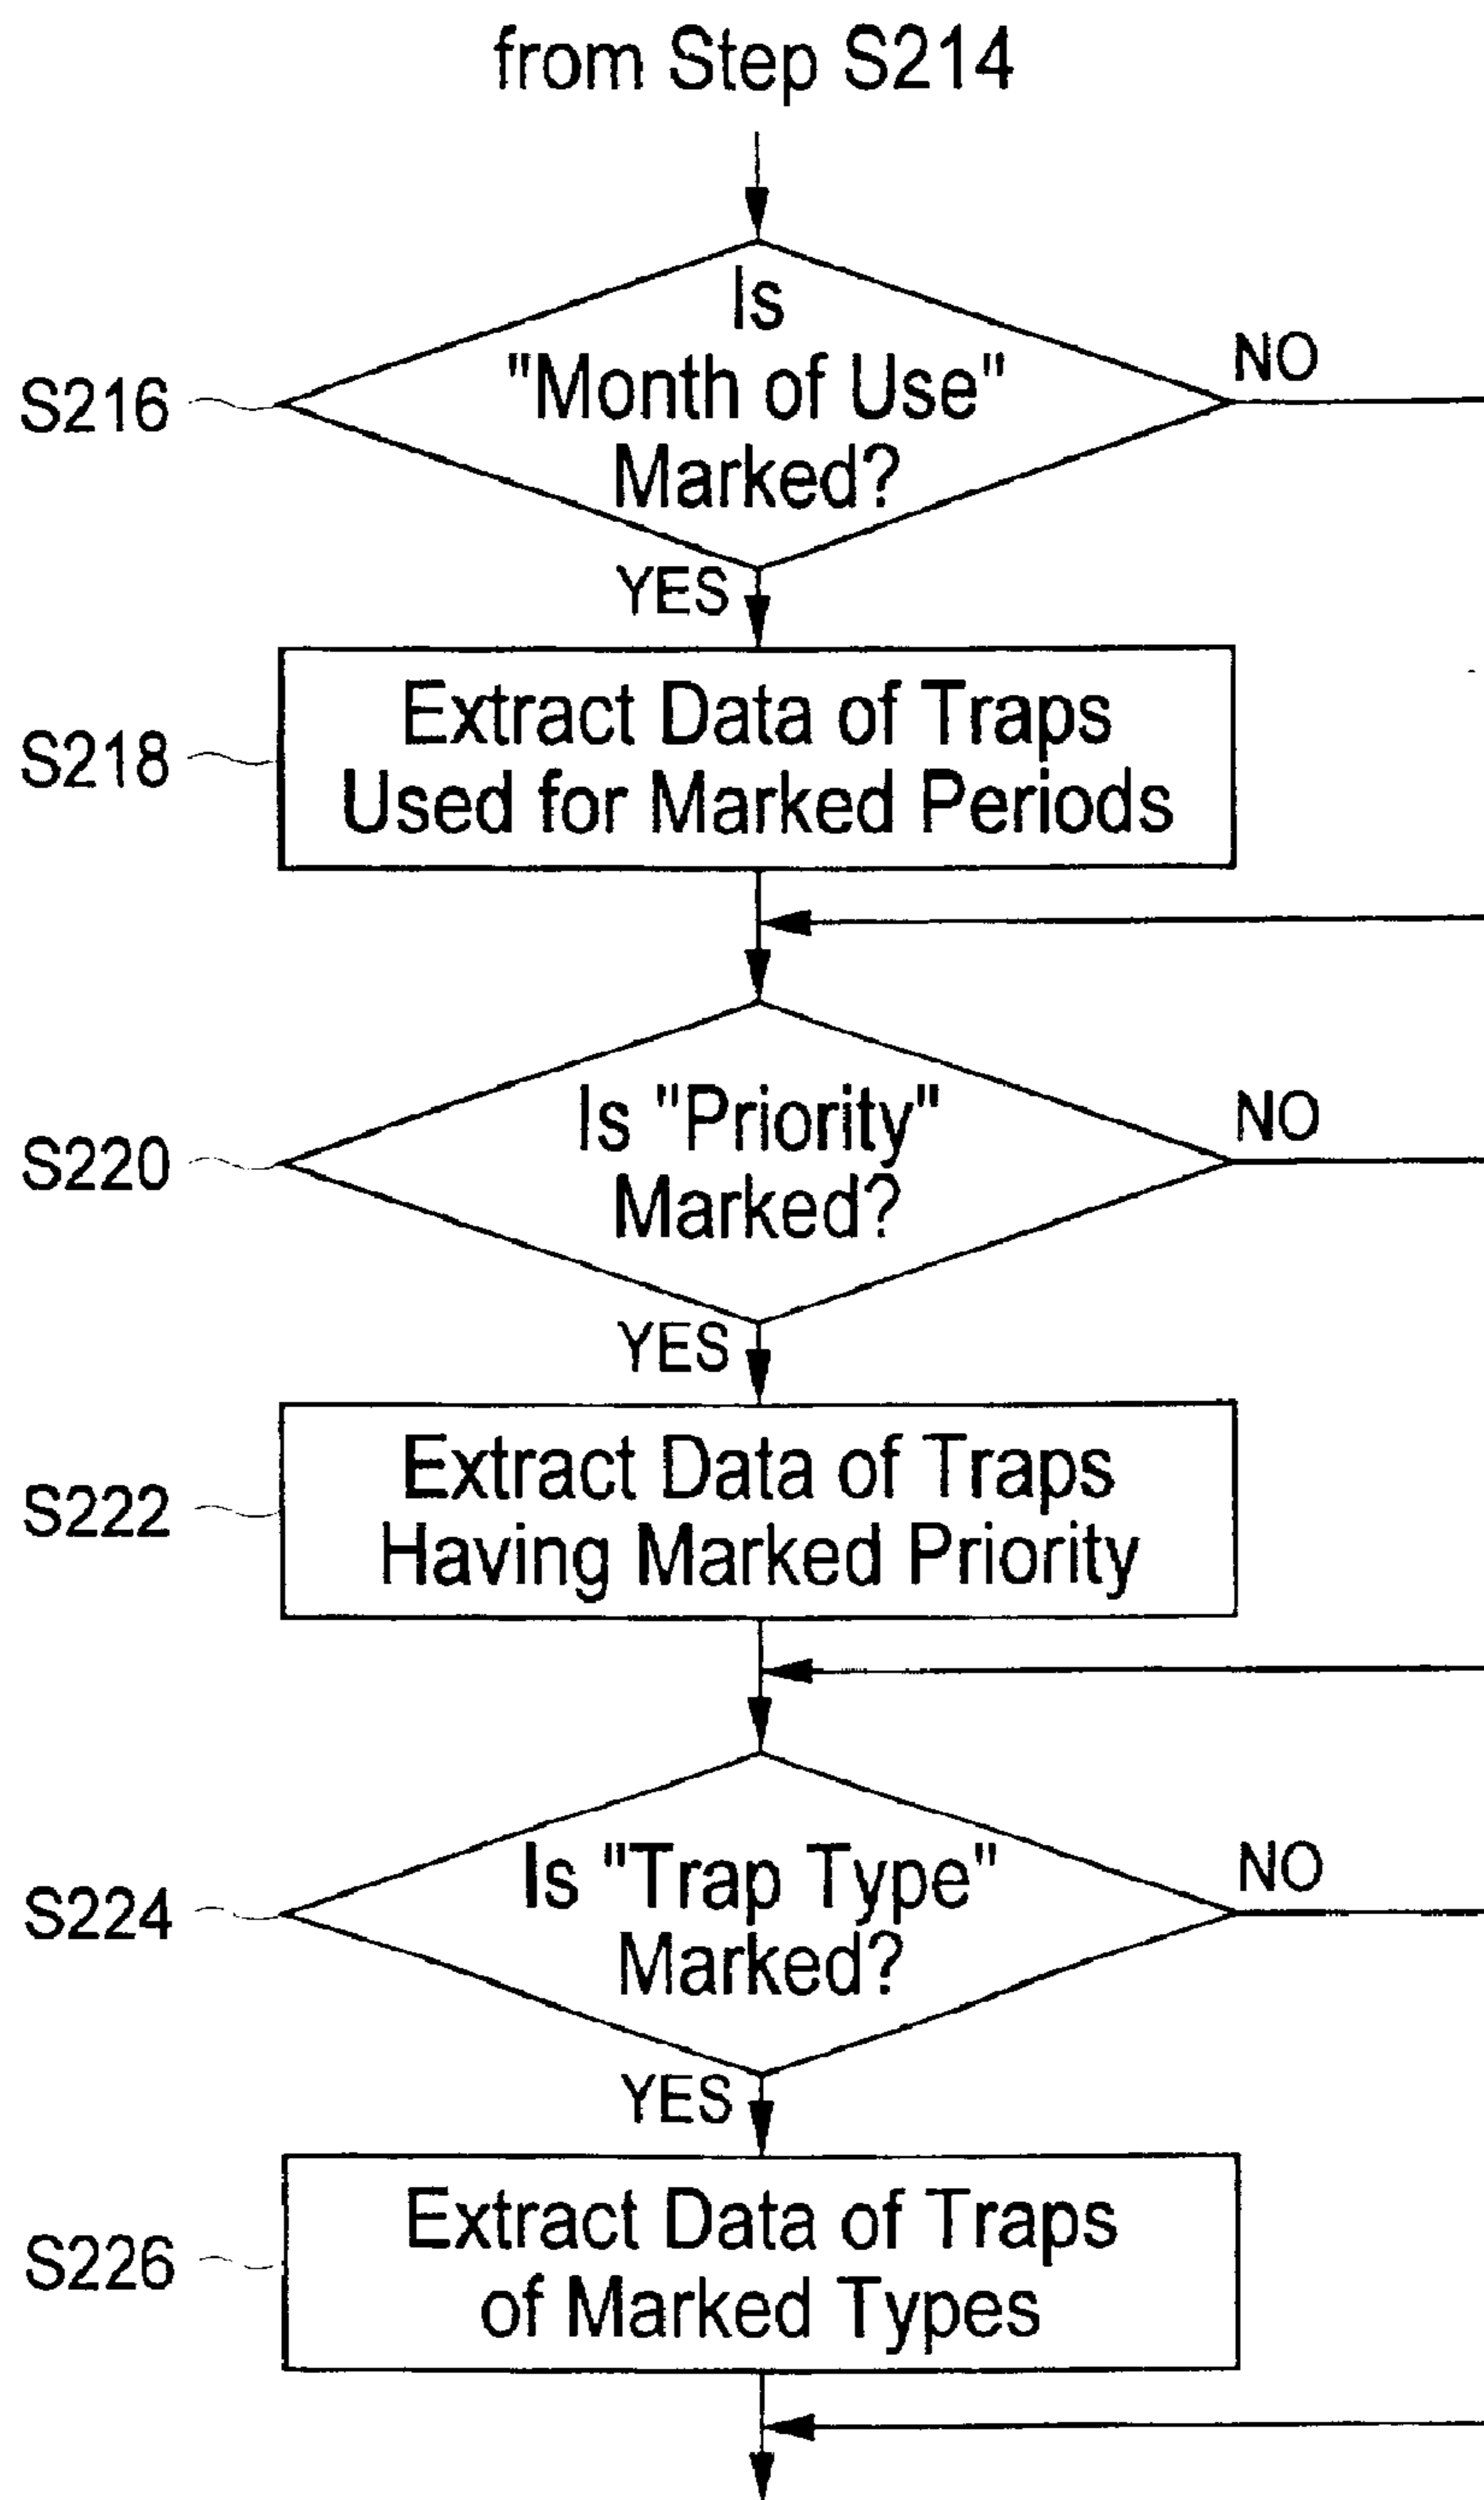 from Step S214
Is
"Month of Use"
Marked?
NO
S216
YES
Extract Data of Traps
Used for Marked Periods
S218
Is "Priority"
Marked?
NO
S220
YES
Extract Data of Traps
Having Marked Priority
S222
Is "Trap Type"
Marked?
NO
S224
YES
Extract Data of Traps
of Marked Types
S226